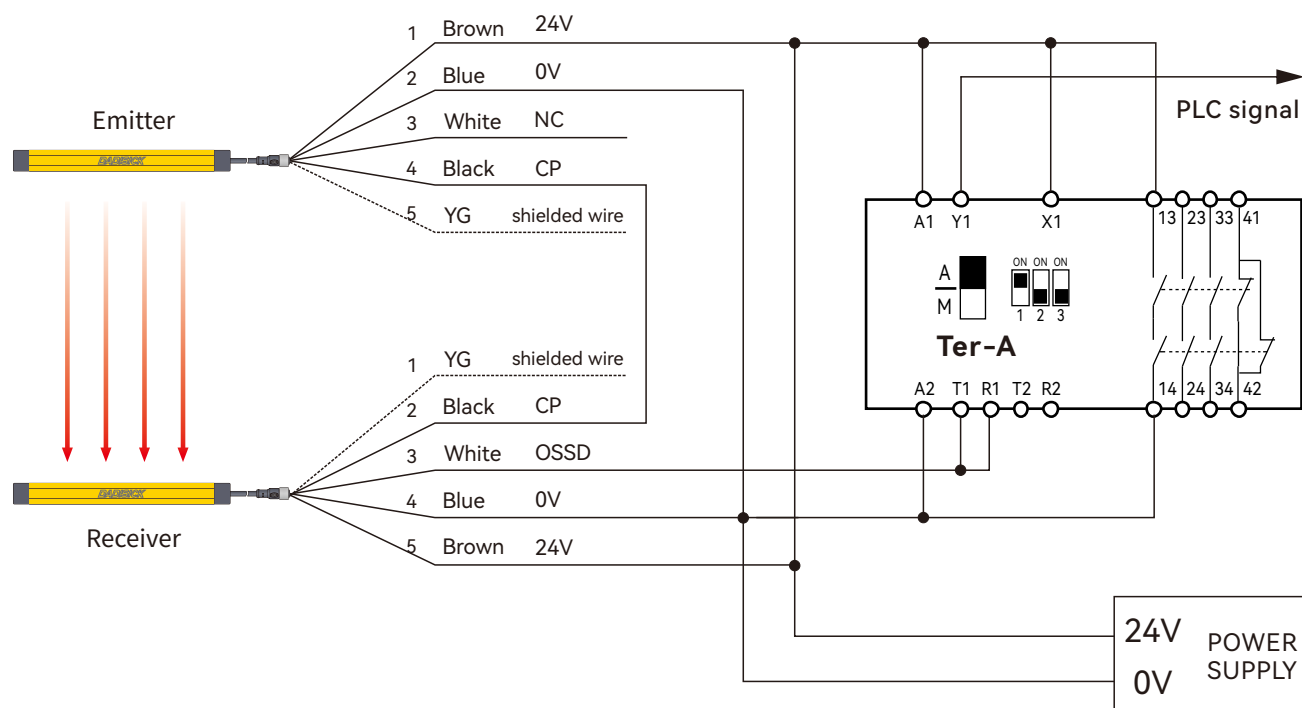 1 Brown 24V
2 Blue 0V
3 White NC
4 Black CP
5 YG shielded wire
Emitter
DADISICK
PLC signal
A1 Y1 X1 13 23 33 41
A
M
ON ON ON
1 2 3
Ter-A
A2 T1 R1 T2 R2 14 24 34 42
1 YG shielded wire
2 Black CP
3 White OSSD
4 Blue 0V
5 Brown 24V
DADISICK
Receiver
24V
0V
POWER
SUPPLY